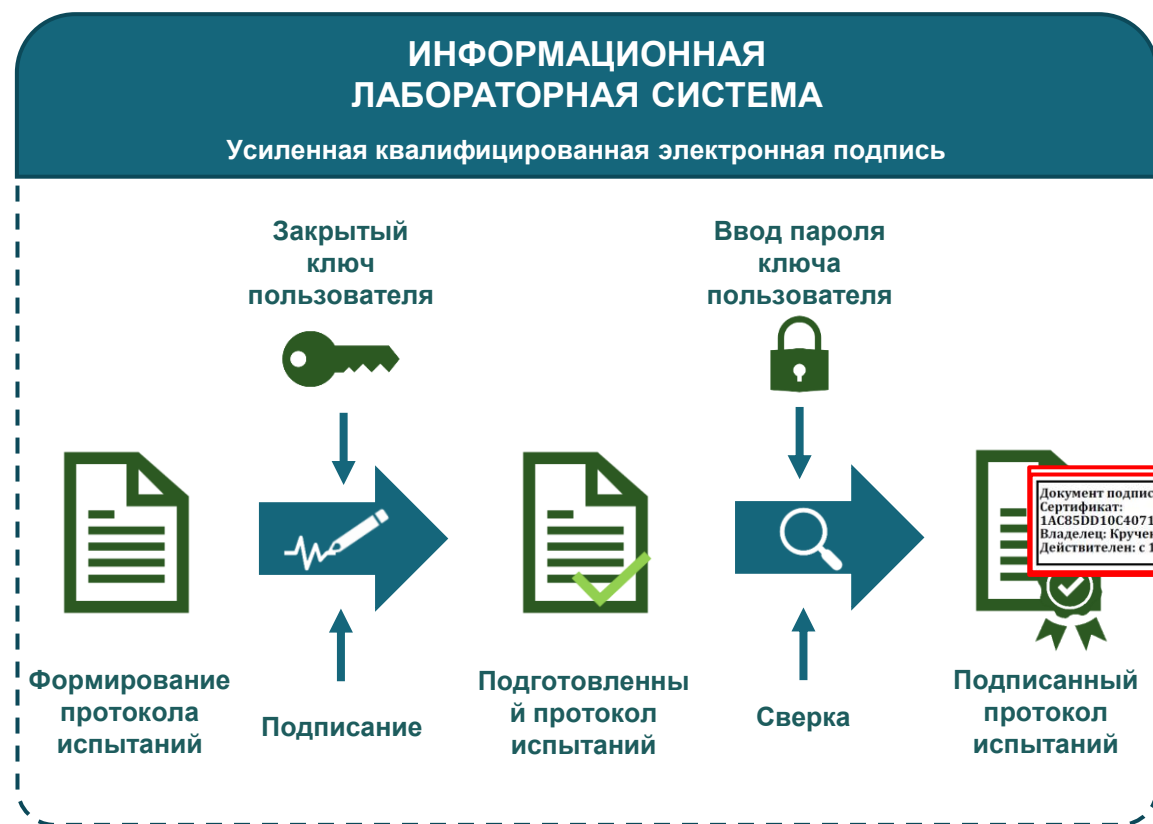 ИНФОРМАЦИОННАЯ
ЛАБОРАТОРНАЯ СИСТЕМА
Усиленная квалифицированная электронная подпись
Закрытый
ключ
пользователя
Ввод пароля
ключа
пользователя
Документ подпис
Сертификат:
1AC85DD10C4071
Владелец: Кручен
Действителен: с 1
Формирование
протокола
испытаний
Подписание
Подготовленны
й протокол
испытаний
Сверка
Подписанный
протокол
испытаний